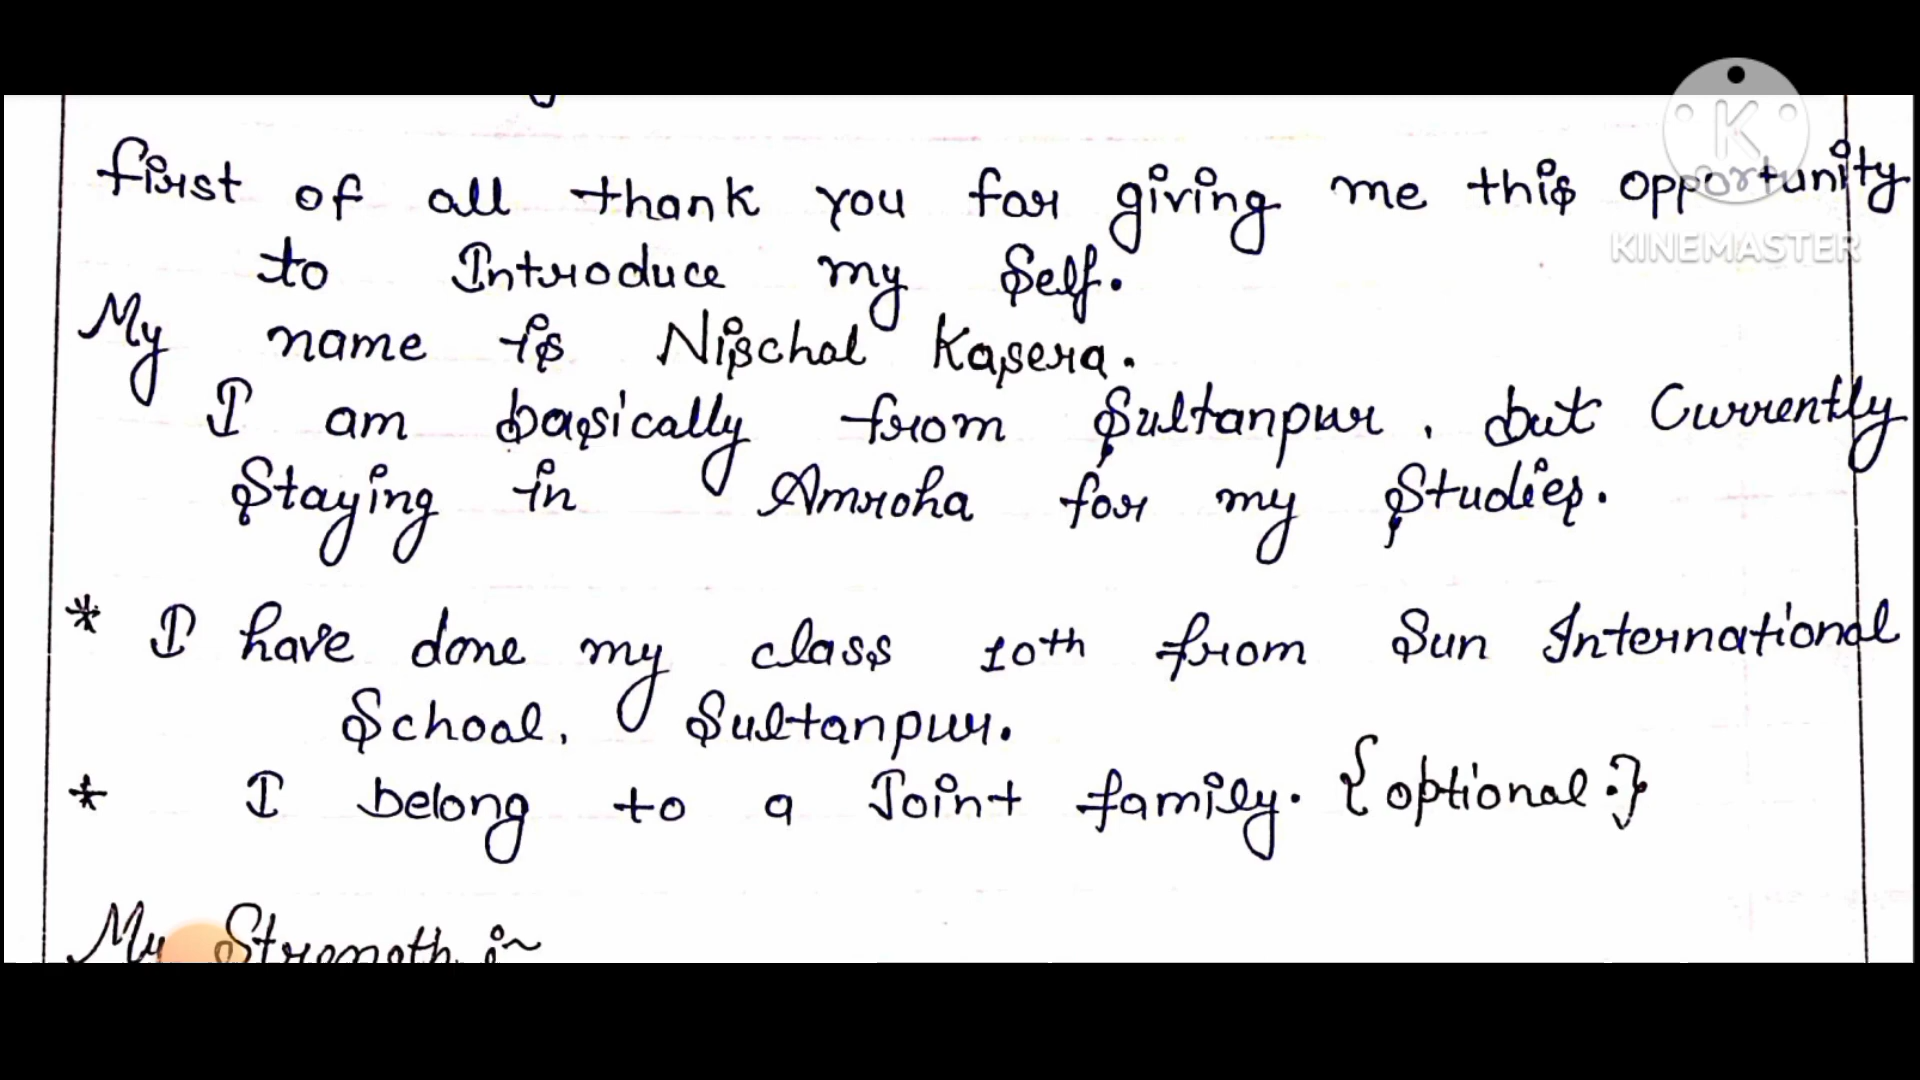 first of all thank you for giving me this opportunity
to Introduce my Self.
My name is Nischal Kasera.
I am basically from Sultanpur, but Currently
Staying in Amroha for my Studies.
* I have done my class 10th from Sun International
School, Sultanpur.
* I belong to a Joint family. {optional.}
My Strength :~
K
KINEMASTER